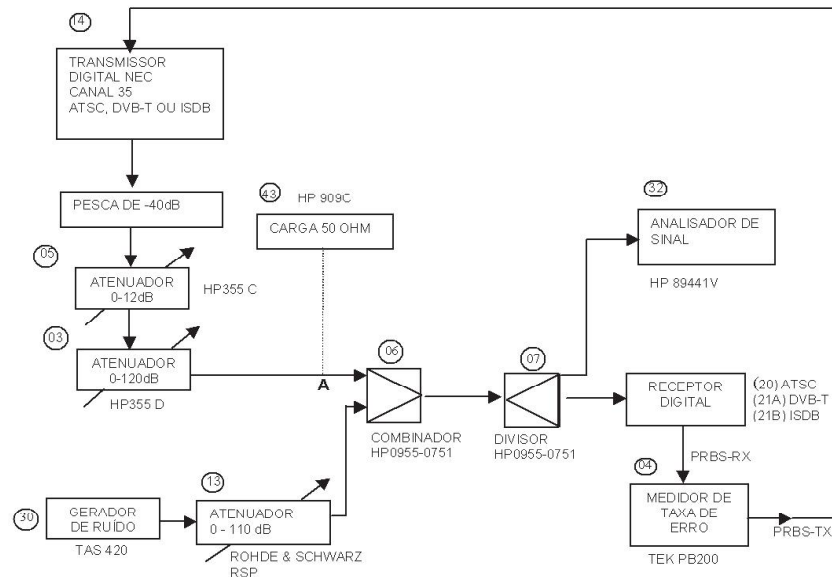 14
TRANSMISSOR
DIGITAL NEC
CANAL 35
ATSC, DVB-T OU ISDB
PESCA DE -40dB
43
HP 909C
CARGA 50 OHM
32
ANALISADOR DE
SINAL
HP 89441V
05
ATENUADOR
0-12dB
HP355 C
03
ATENUADOR
0-120dB
HP355 D
A
06
COMBINADOR
HP0955-0751
07
DIVISOR
HP0955-0751
RECEPTOR
DIGITAL
(20) ATSC
(21A) DVB-T
(21B) ISDB
PRBS-RX
04
MEDIDOR DE
TAXA DE
ERRO
TEK PB200
PRBS-TX
30
GERADOR
DE RUÍDO
TAS 420
13
ATENUADOR
0 - 110 dB
ROHDE & SCHWARZ
RSP